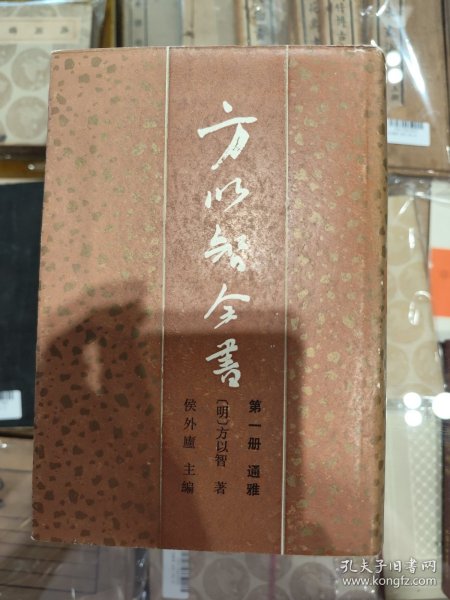 方以智全書
第一册 通雅
〔明〕方以智 著
侯外廬 主編
孔夫子旧书网
www.kongfz.com